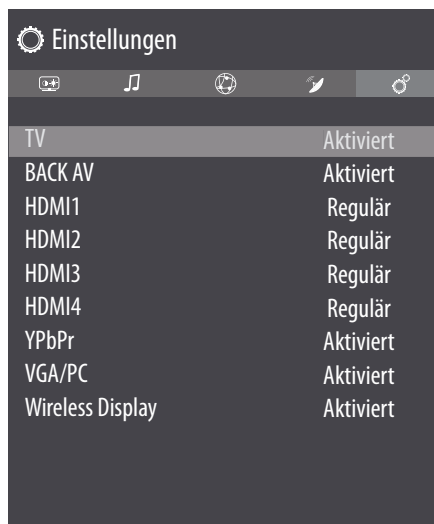 Einstellungen
TV Aktiviert
BACK AV Aktiviert
HDMI1 Regulär
HDMI2 Regulär
HDMI3 Regulär
HDMI4 Regulär
YPbPr Aktiviert
VGA/PC Aktiviert
Wireless Display Aktiviert